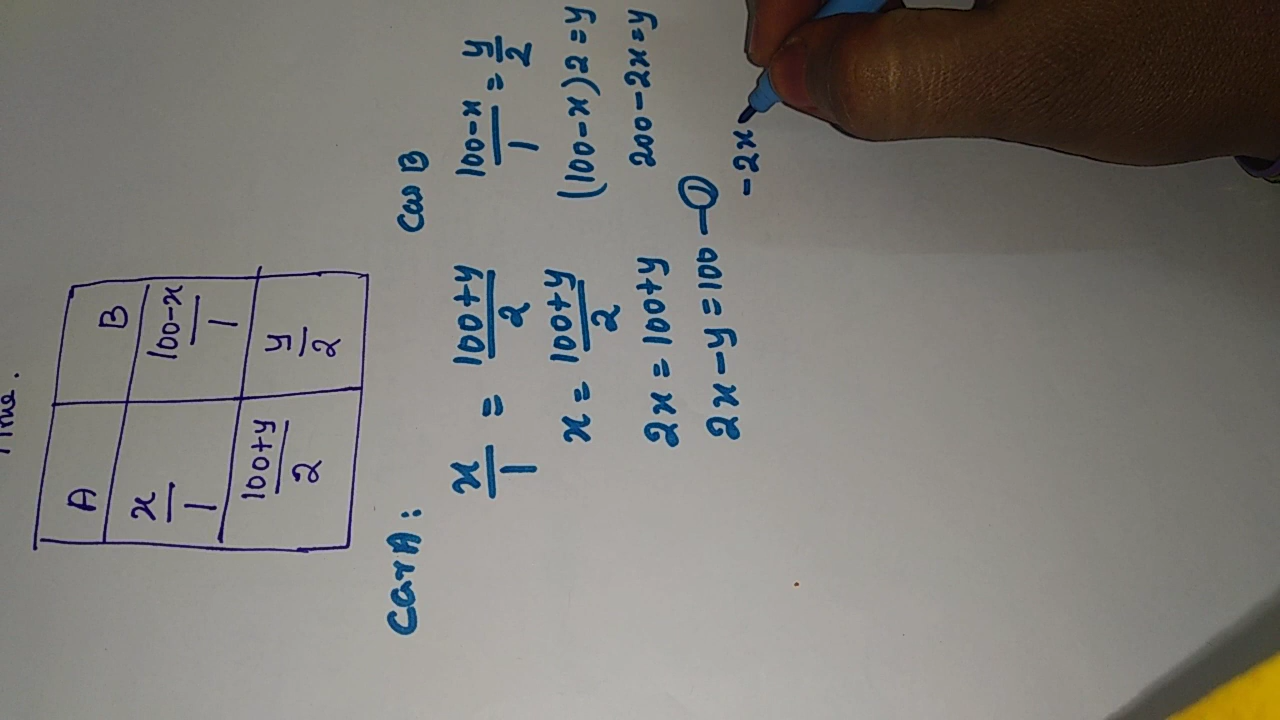 Time.
A B
x/1 100-x/1
100+y/2 y/2
Car A: Car B
x/1 = 100+y/2 100-x/1 = y/2
x = 100+y/2 (100-x)2=y
2x = 100+y 200-2x=y
2x-y=100-①
-2x